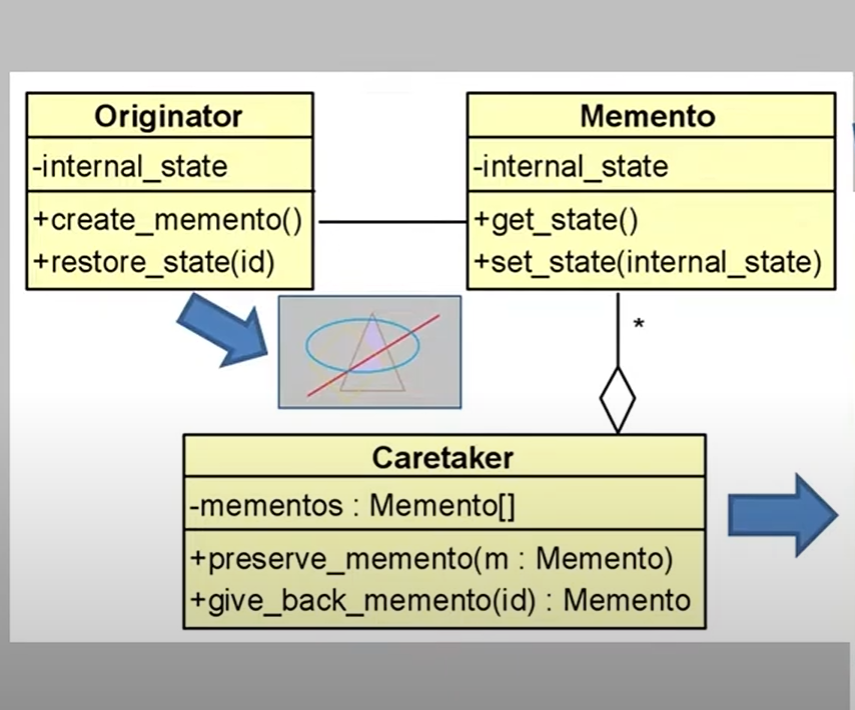 Originator
-internal_state
+create_memento()
+restore_state(id)
Memento
-internal_state
+get_state()
+set_state(internal_state)
*
Caretaker
-mementos : Memento[]
+preserve_memento(m : Memento)
+give_back_memento(id) : Memento